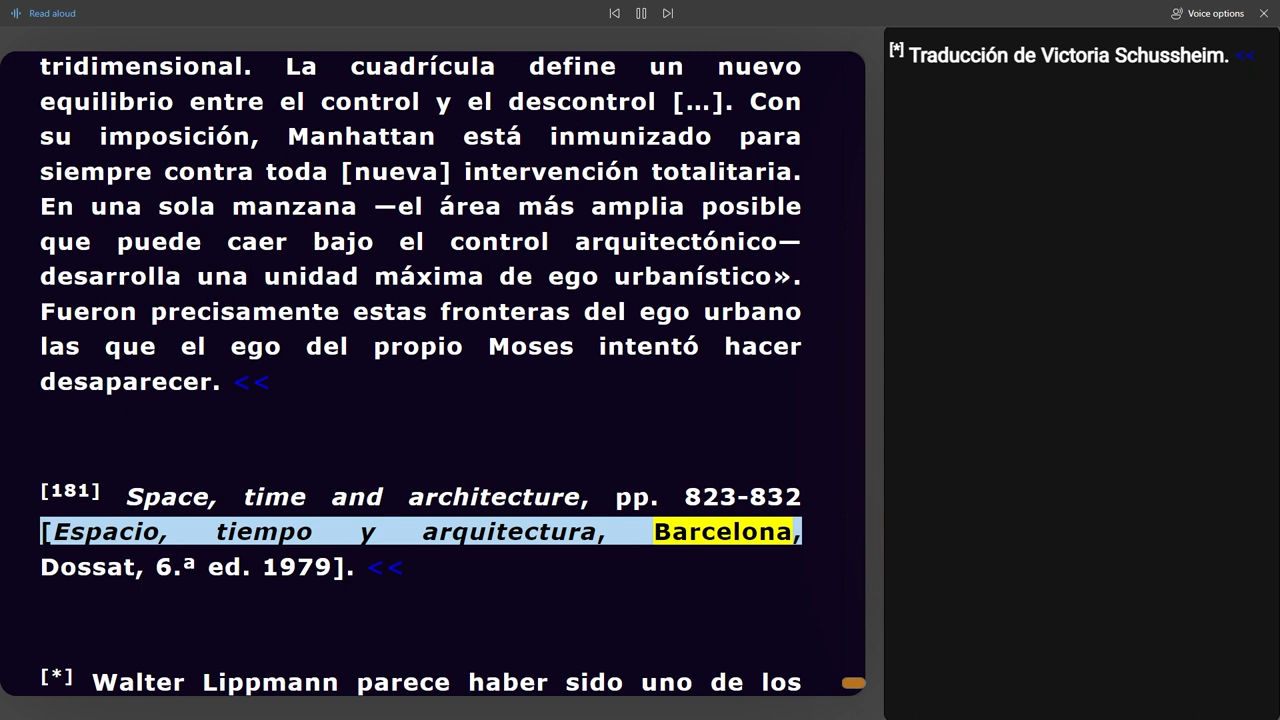 Read aloud
Voice options
tridimensional. La cuadrícula define un nuevo
equilibrio entre el control y el descontrol [...]. Con
su imposición, Manhattan está inmunizado para
siempre contra toda [nueva] intervención totalitaria.
En una sola manzana —el área más amplia posible
que puede caer bajo el control arquitectónico—
desarrolla una unidad máxima de ego urbanístico».
Fueron precisamente estas fronteras del ego urbano
las que el ego del propio Moses intentó hacer
desaparecer. <<
[181] Space, time and architecture, pp. 823-832
[Espacio, tiempo y arquitectura, Barcelona,
Dossat, 6.ª ed. 1979]. <<
[*] Walter Lippmann parece haber sido uno de los
[*] Traducción de Victoria Schussheim. <<